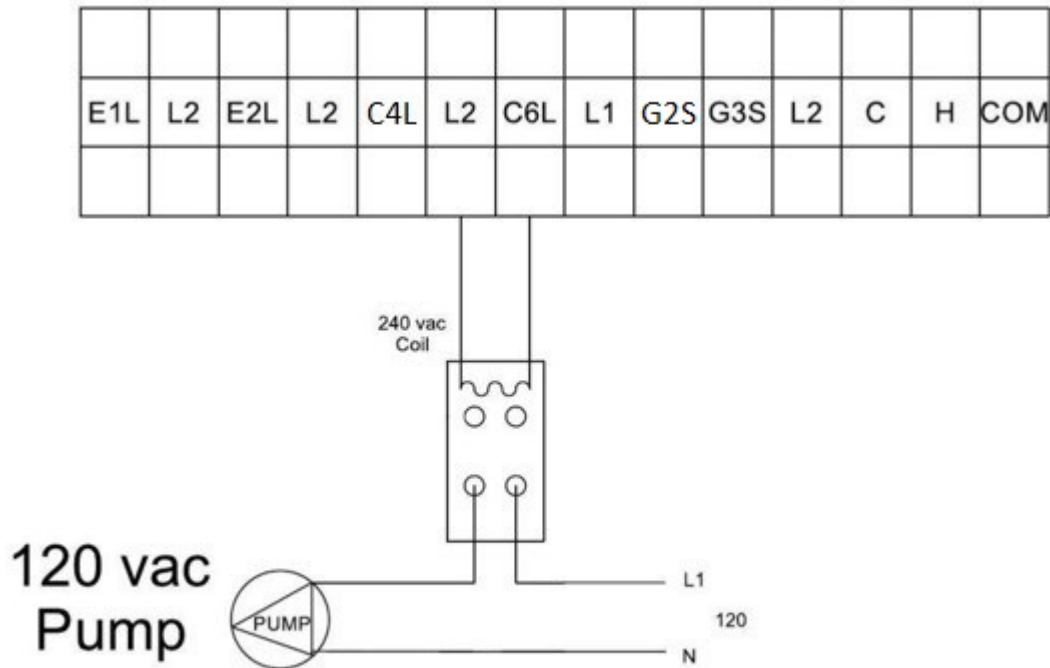 E1L L2 E2L L2 C4L L2 C6L L1 G2S G3S L2 C H COM
240 vac
Coil
120 vac
Pump
PUMP
L1
120
N